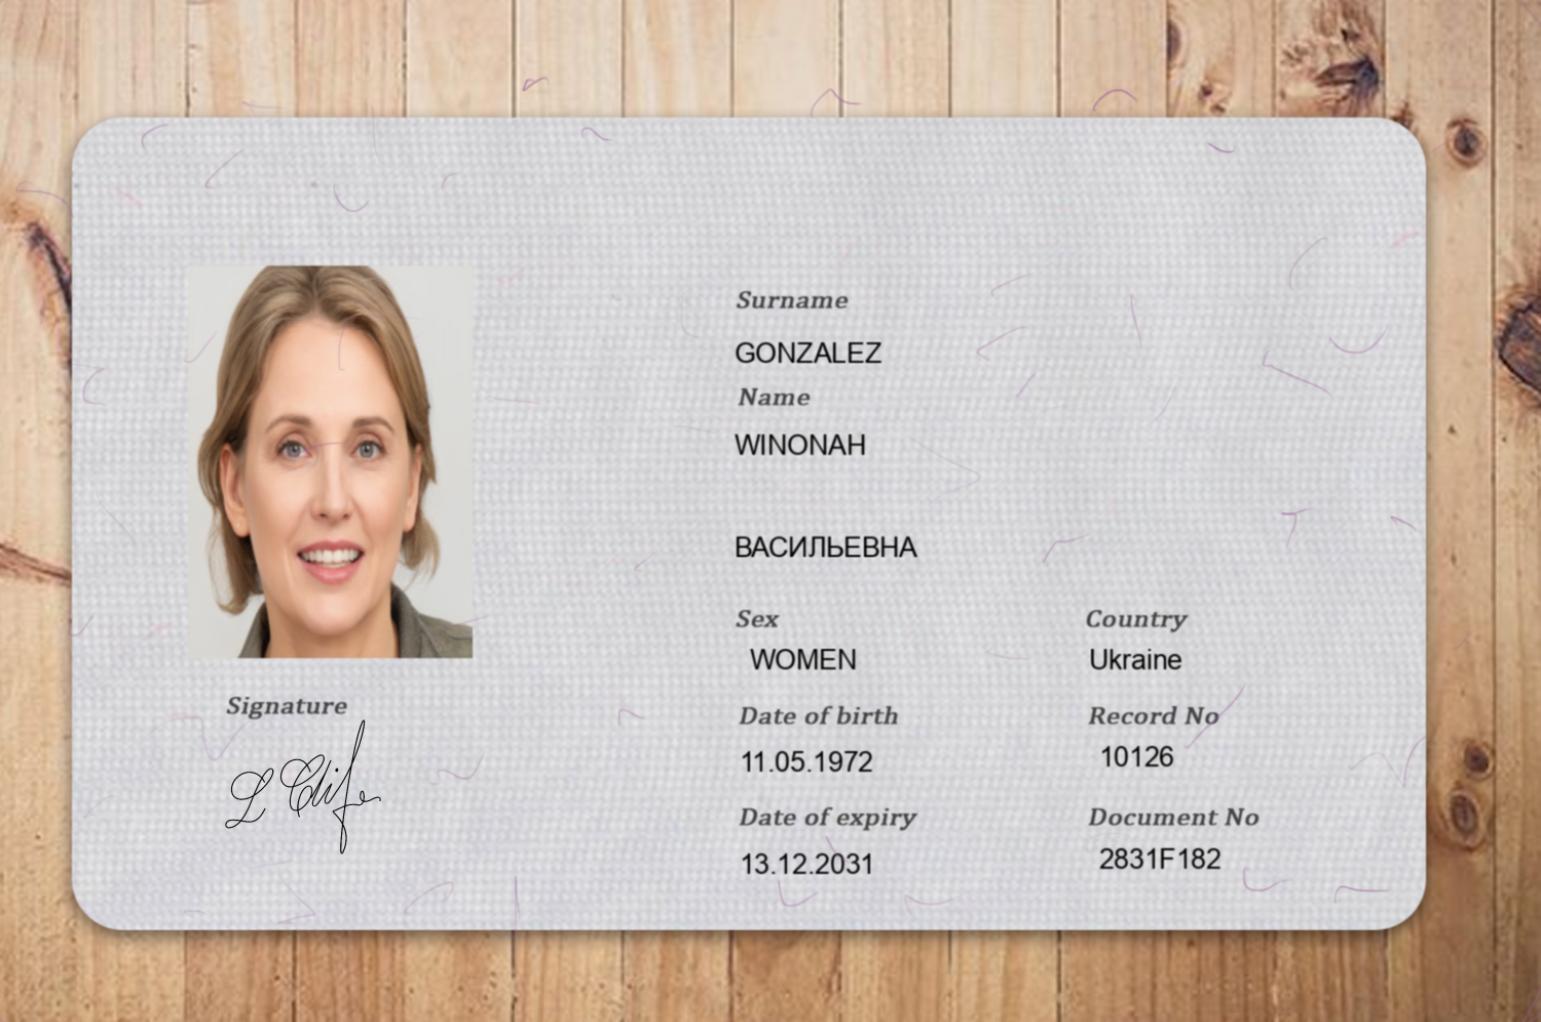 Surname
GONZALEZ
Name
WINONAH
ВАСИЛЬЕВНА
Sex
Country
WOMEN
Ukraine
Date of birth
Record No
11.05.1972
10126
Date of expiry
Document No
13.12.2031
2831F182
Signature